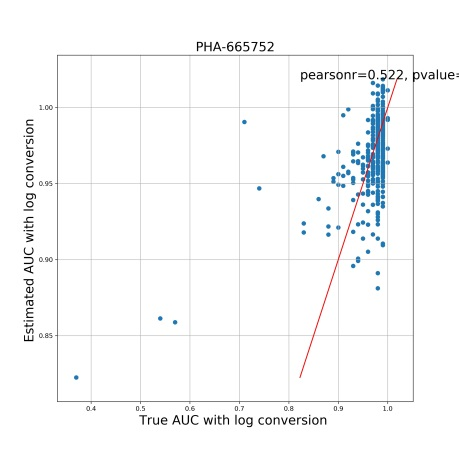 PHA-665752
pearsonr=0.522, pvalue=
1.00
0.95
0.90
0.85
Estimated AUC with log conversion
0.4 0.5 0.6 0.7 0.8 0.9 1.0
True AUC with log conversion